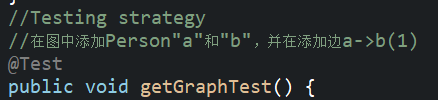 }
//Testing strategy
//在图中添加Person"a"和"b"，并在添加边a->b(1)
@Test
public void getGraphTest() {